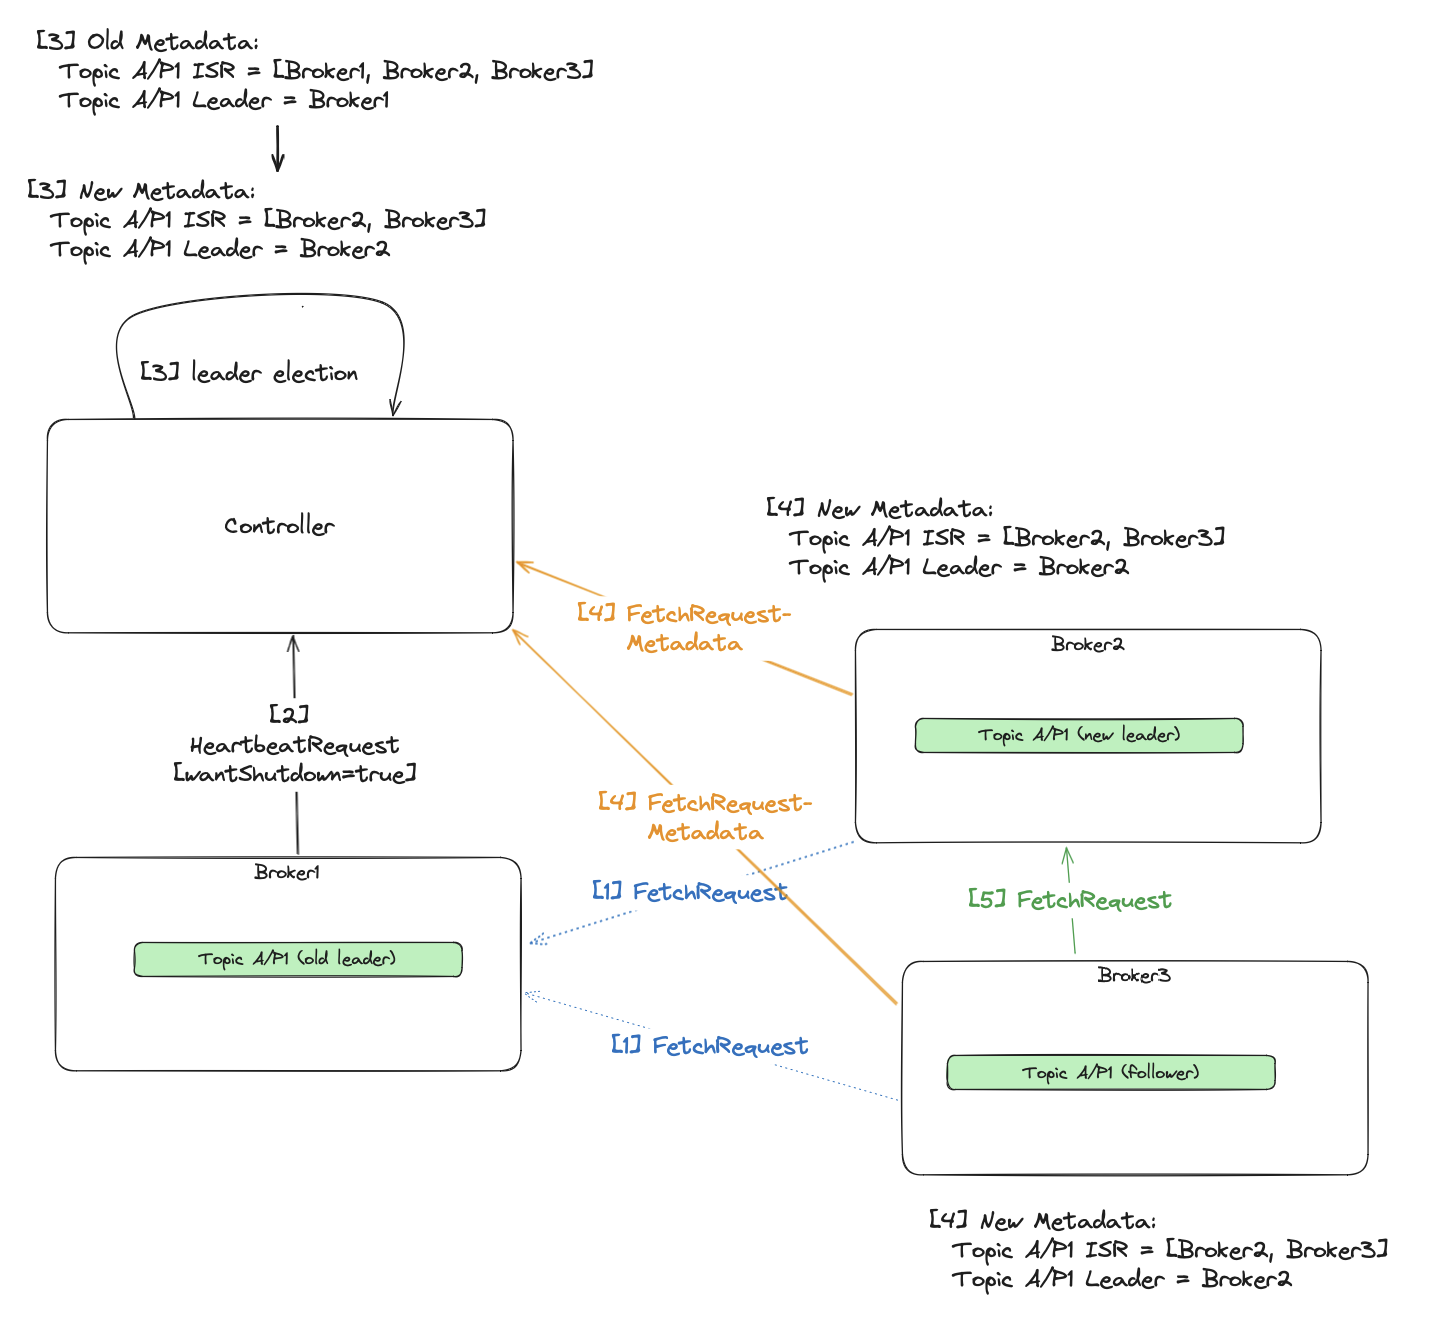 [3] Old Metadata:
Topic A/P1 ISR = [Broker1, Broker2, Broker3]
Topic A/P1 Leader = Broker1
[3] New Metadata:
Topic A/P1 ISR = [Broker2, Broker3]
Topic A/P1 Leader = Broker2
[3] leader election
Controller
[4] New Metadata:
Topic A/P1 ISR = [Broker2, Broker3]
Topic A/P1 Leader = Broker2
[4] FetchRequest-
Metadata
Broker2
Topic A/P1 (new leader)
[2]
HeartbeatRequest
[wantShutdown=true]
[4] FetchRequest-
Metadata
Broker1
[1] FetchRequest
[5] FetchRequest
Topic A/P1 (old leader)
Broker3
[1] FetchRequest
Topic A/P1 (follower)
[4] New Metadata:
Topic A/P1 ISR = [Broker2, Broker3]
Topic A/P1 Leader = Broker2